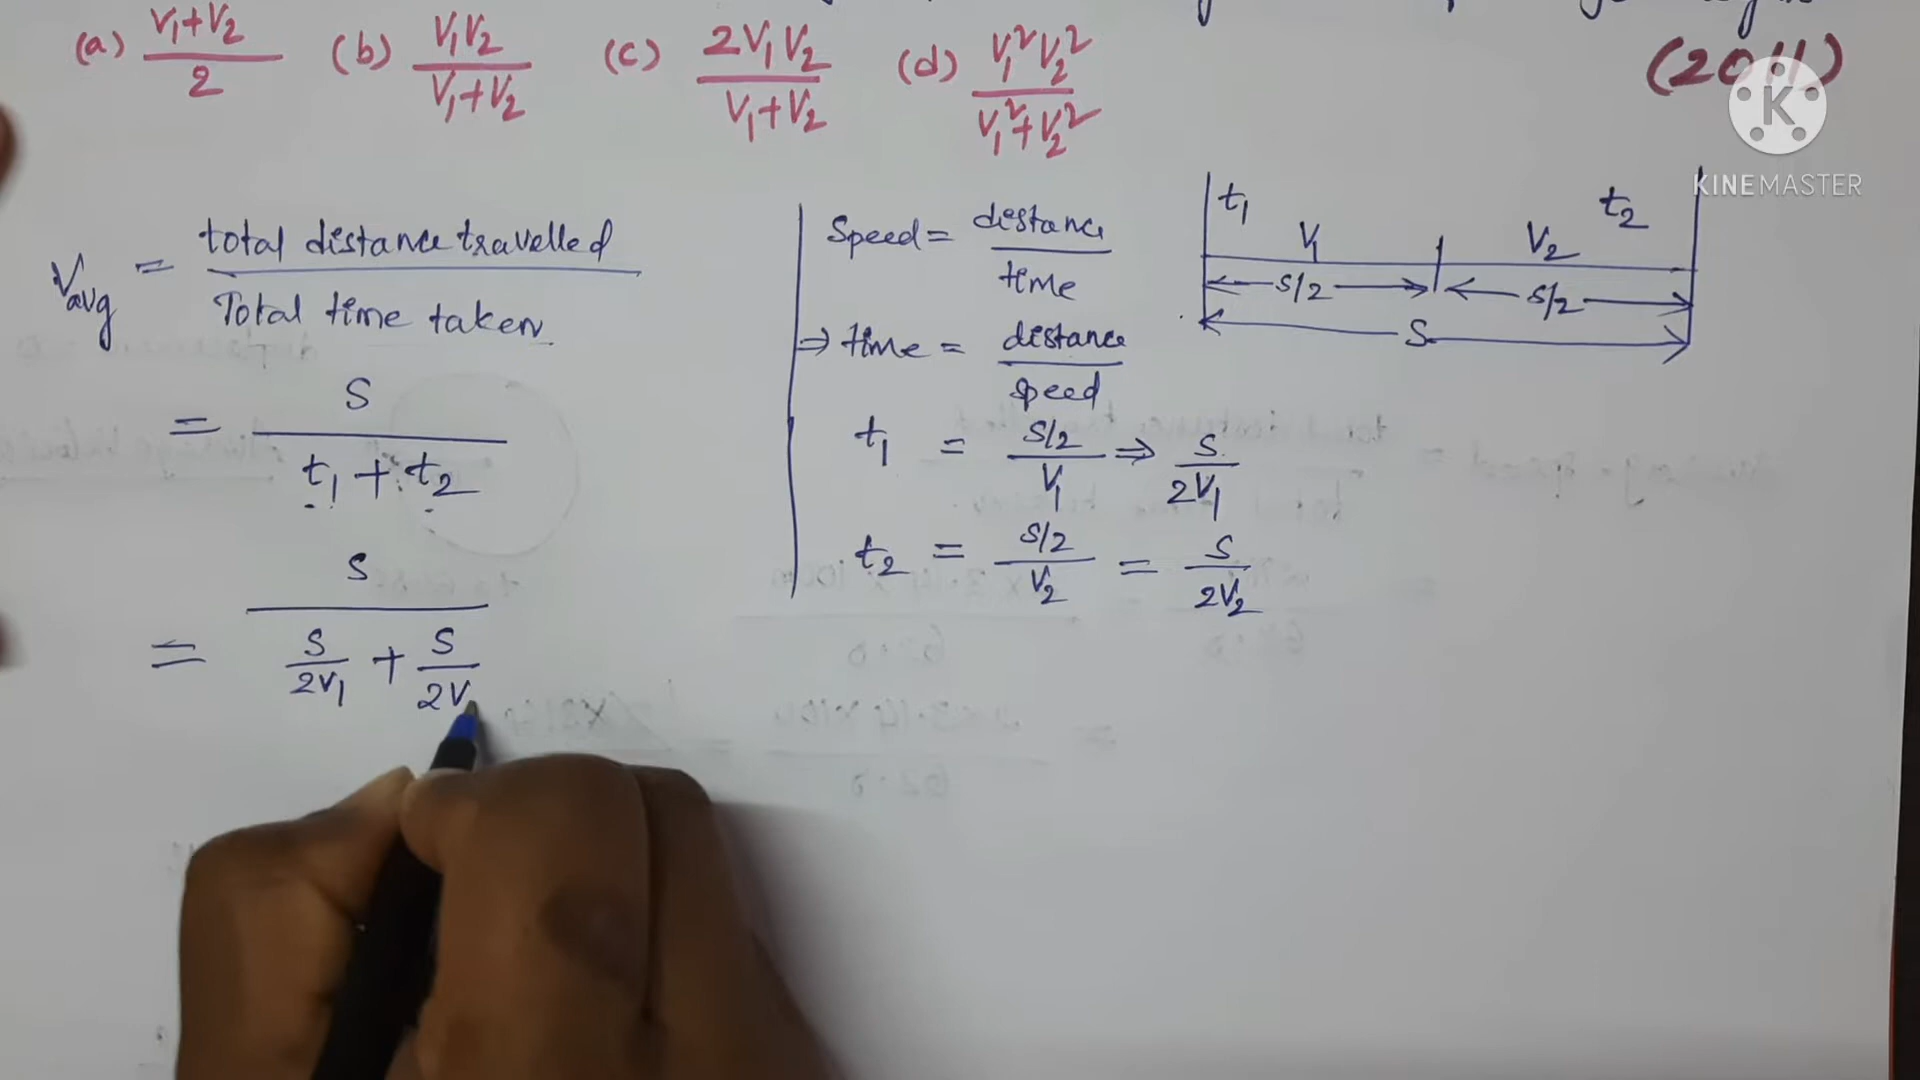 (a) V₁+V₂/2 (b) V₁V₂/V₁+V₂ (c) 2V₁V₂/V₁+V₂ (d) V₁²V₂²/V₁²+V₂²
(2011)
KINEMASTER
Vavg = total distance travelled / Total time taken
= S / t₁ + t₂
= S / S/2V₁ + S/2V
Speed = distance / time
⇒ time = distance / speed
t₁ = S/2 / V₁ ⇒ S / 2V₁
t₂ = S/2 / V₂ = S / 2V₂
t₁ t₂
V₁ V₂
S/2 S/2
S